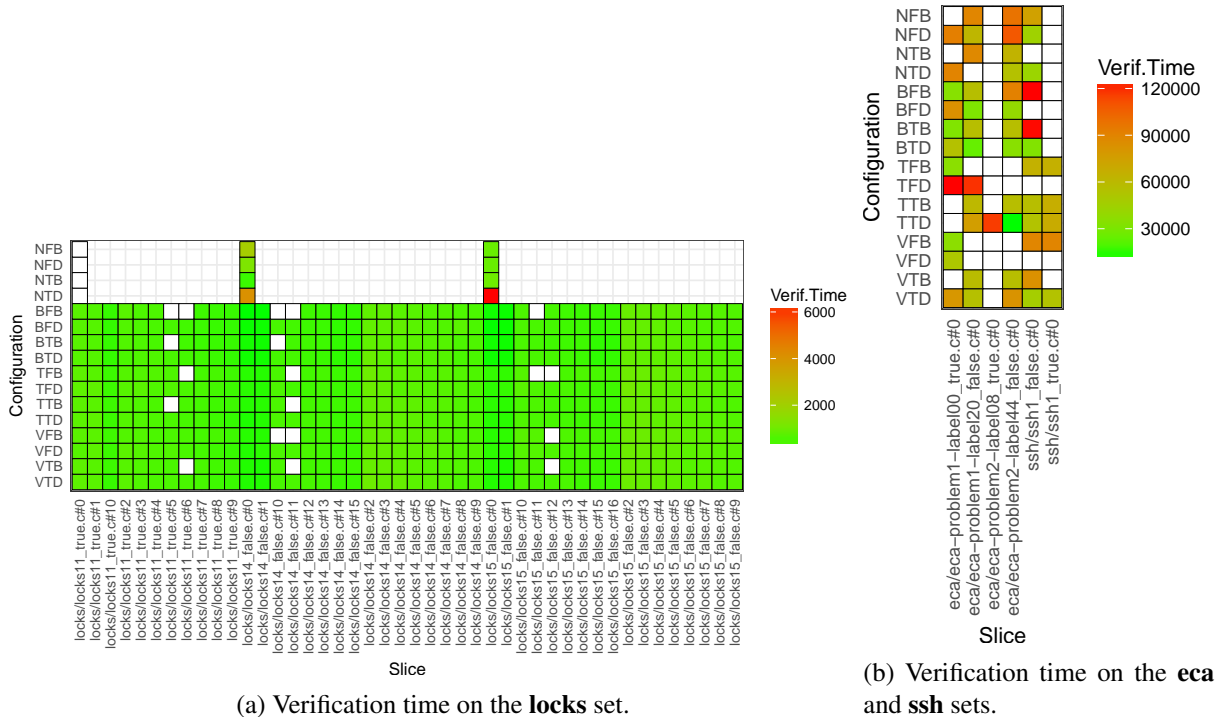 NFB
NFD
NTB
NTD
BFB
BFD
BTB
BTD
TFB
TFD
TTB
TTD
VFB
VFD
VTB
VTD
Configuration
Verif.Time
6000
4000
2000
locks/locks11_true.c#0
locks/locks11_true.c#1
locks/locks11_true.c#10
locks/locks11_true.c#2
locks/locks11_true.c#3
locks/locks11_true.c#4
locks/locks11_true.c#5
locks/locks11_true.c#6
locks/locks11_true.c#7
locks/locks11_true.c#8
locks/locks11_true.c#9
locks/locks14_false.c#0
locks/locks14_false.c#1
locks/locks14_false.c#10
locks/locks14_false.c#11
locks/locks14_false.c#12
locks/locks14_false.c#13
locks/locks14_false.c#14
locks/locks14_false.c#15
locks/locks14_false.c#2
locks/locks14_false.c#3
locks/locks14_false.c#4
locks/locks14_false.c#5
locks/locks14_false.c#6
locks/locks14_false.c#7
locks/locks14_false.c#8
locks/locks14_false.c#9
locks/locks15_false.c#0
locks/locks15_false.c#1
locks/locks15_false.c#10
locks/locks15_false.c#11
locks/locks15_false.c#12
locks/locks15_false.c#13
locks/locks15_false.c#14
locks/locks15_false.c#15
locks/locks15_false.c#16
locks/locks15_false.c#2
locks/locks15_false.c#3
locks/locks15_false.c#4
locks/locks15_false.c#5
locks/locks15_false.c#6
locks/locks15_false.c#7
locks/locks15_false.c#8
locks/locks15_false.c#9
Slice
(a) Verification time on the locks set.
NFB
NFD
NTB
NTD
BFB
BFD
BTB
BTD
TFB
TFD
TTB
TTD
VFB
VFD
VTB
VTD
Configuration
Verif.Time
120000
90000
60000
30000
eca/eca−problem1−label00_true.c#0
eca/eca−problem1−label20_false.c#0
eca/eca−problem2−label08_true.c#0
eca/eca−problem2−label44_false.c#0
ssh/ssh1_false.c#0
ssh/ssh1_true.c#0
Slice
(b) Verification time on the eca
and ssh sets.